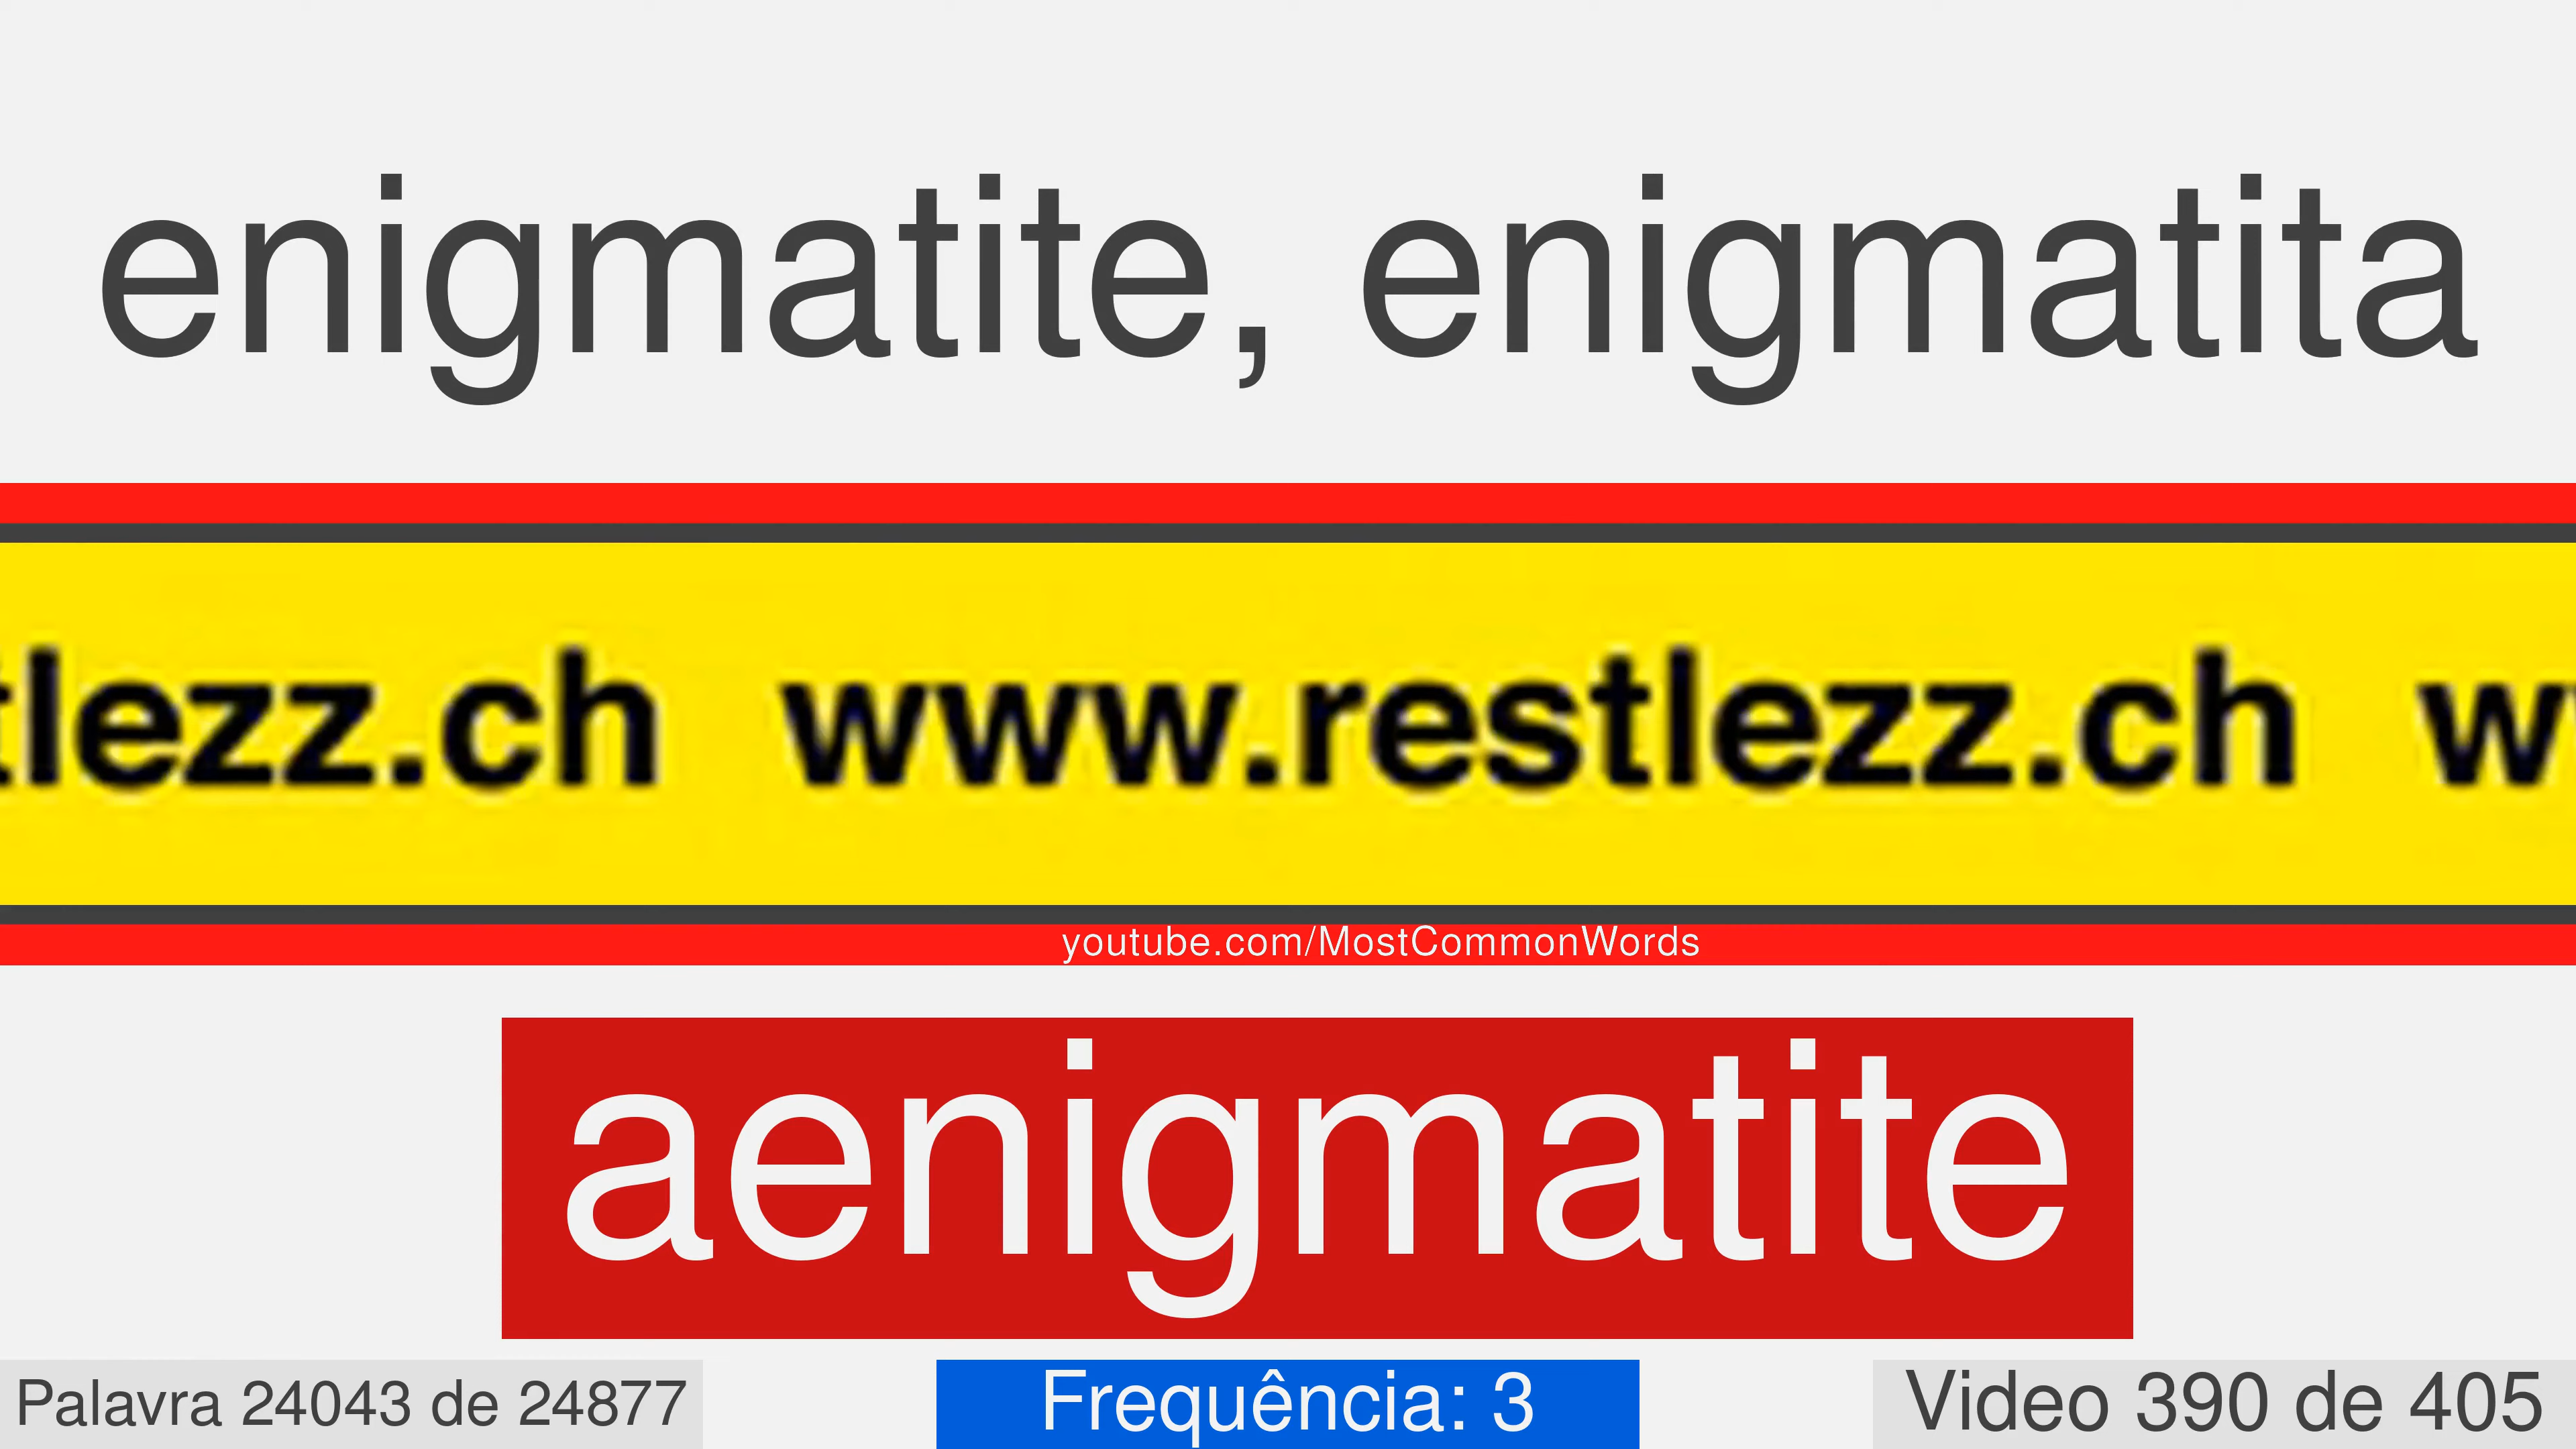 enigmatite, enigmatita
tlezz.ch www.restlezz.ch w
youtube.com/MostCommonWords
aenigmatite
Palavra 24043 de 24877
Frequência: 3
Video 390 de 405